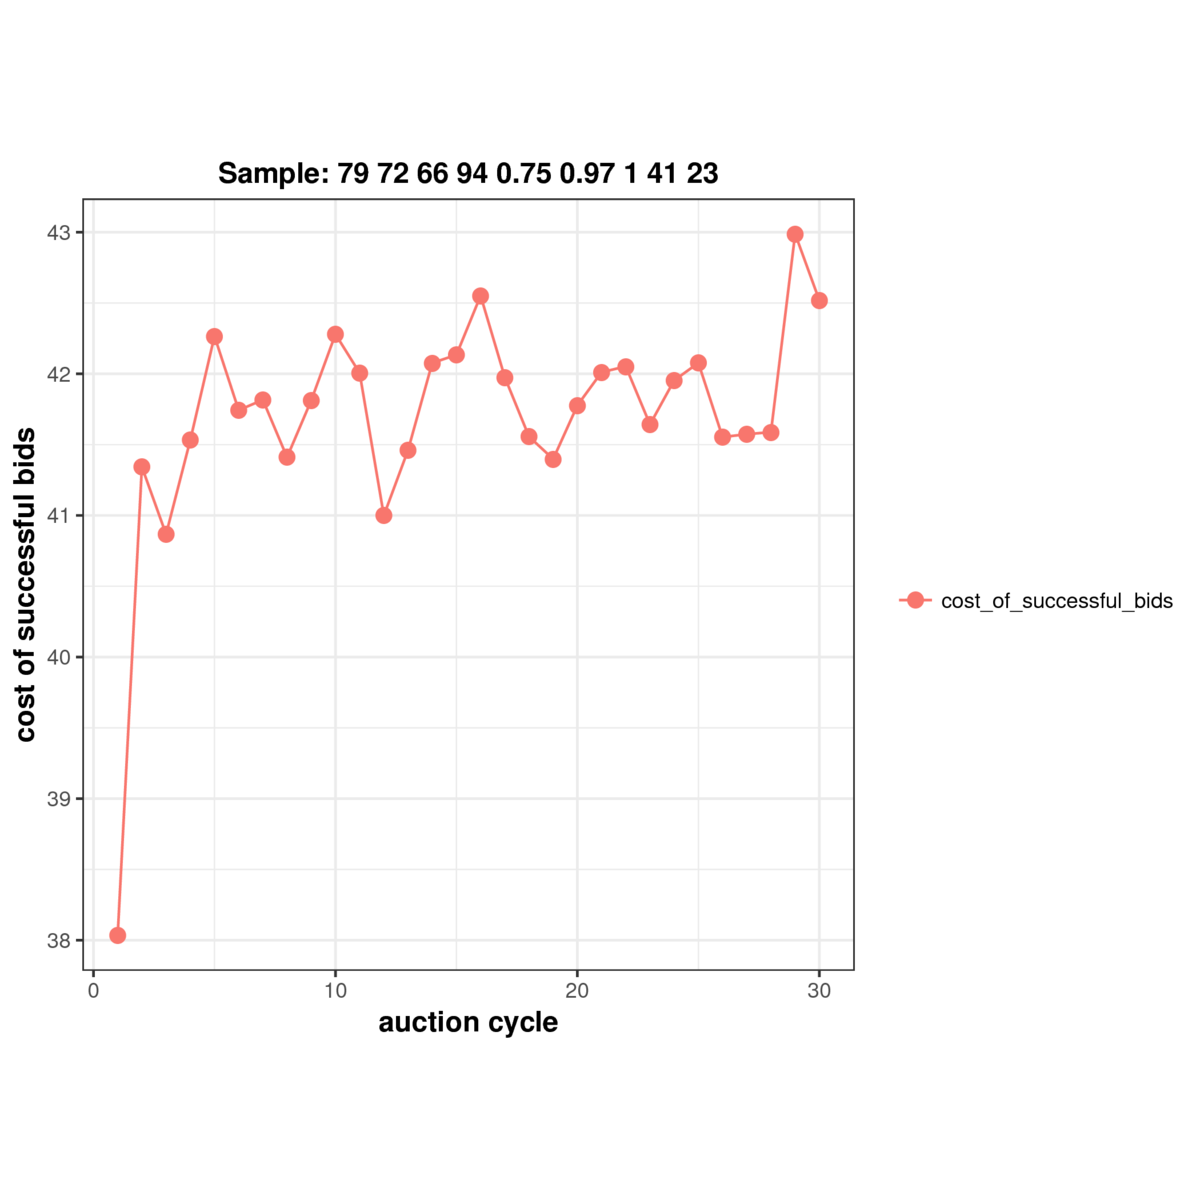 Sample: 79 72 66 94 0.75 0.97 1 41 23
cost of successful bids
43
42
41
40
39
38
0 10 20 30
auction cycle
cost_of_successful_bids